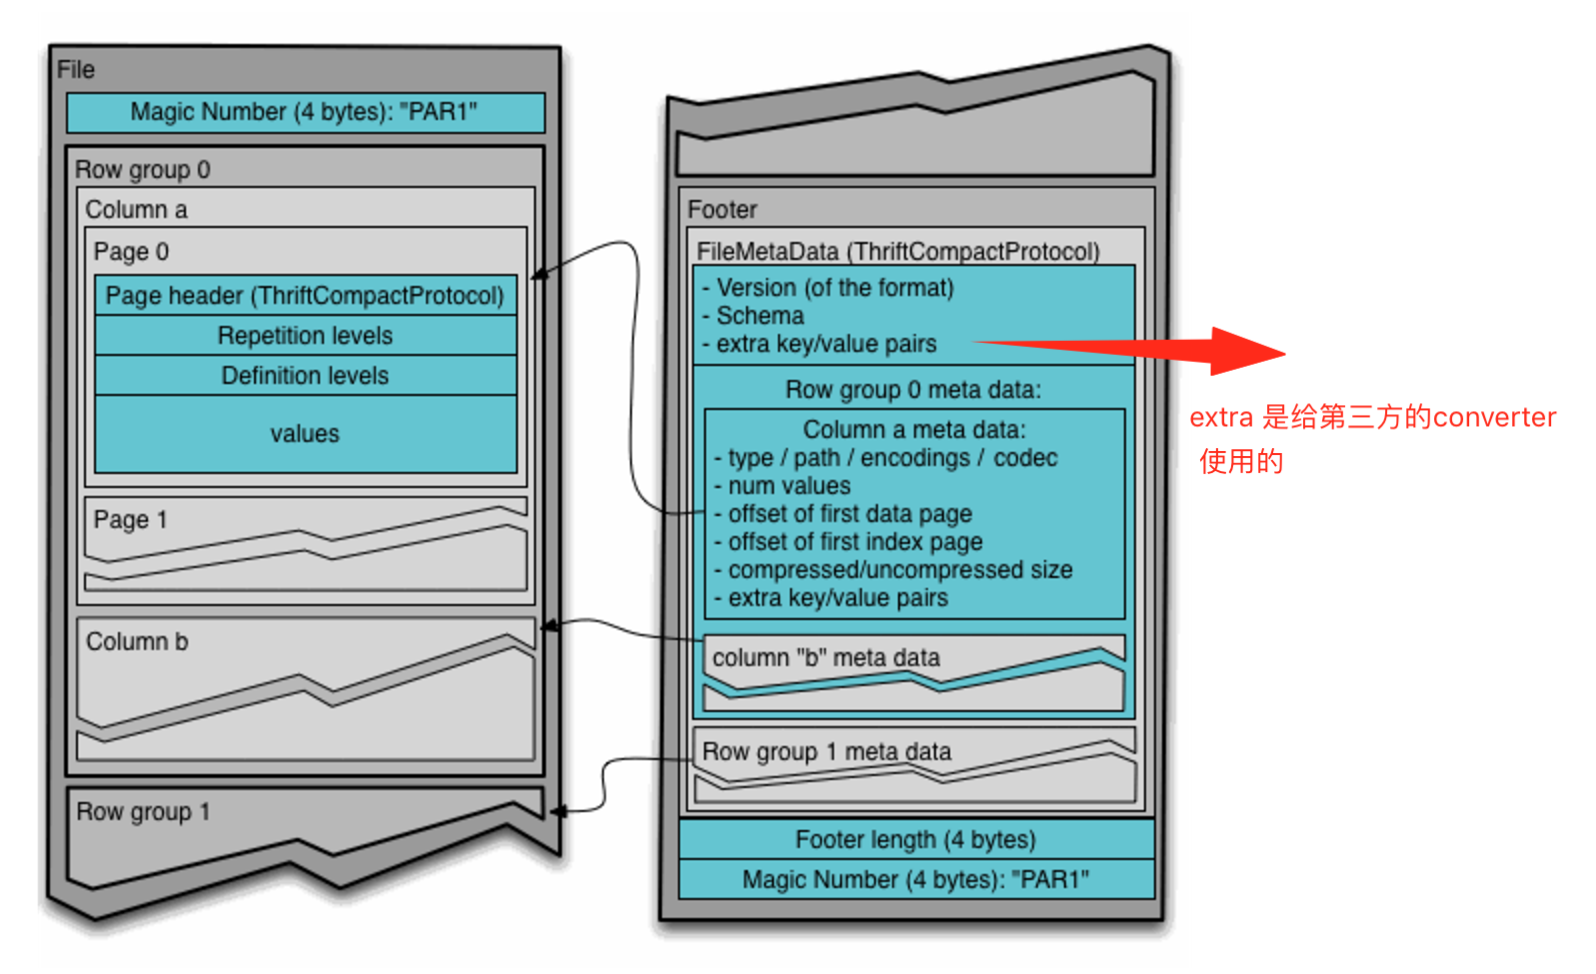 File
Magic Number (4 bytes): "PAR1"
Row group 0
Column a
Page 0
Page header (ThriftCompactProtocol)
Repetition levels
Definition levels
values
Page 1
Column b
Row group 1
Footer
FileMetaData (ThriftCompactProtocol)
- Version (of the format)
- Schema
- extra key/value pairs
Row group 0 meta data:
Column a meta data:
- type / path / encodings / codec
- num values
- offset of first data page
- offset of first index page
- compressed/uncompressed size
- extra key/value pairs
column "b" meta data
Row group 1 meta data
Footer length (4 bytes)
Magic Number (4 bytes): "PAR1"
extra 是给第三方的converter
使用的